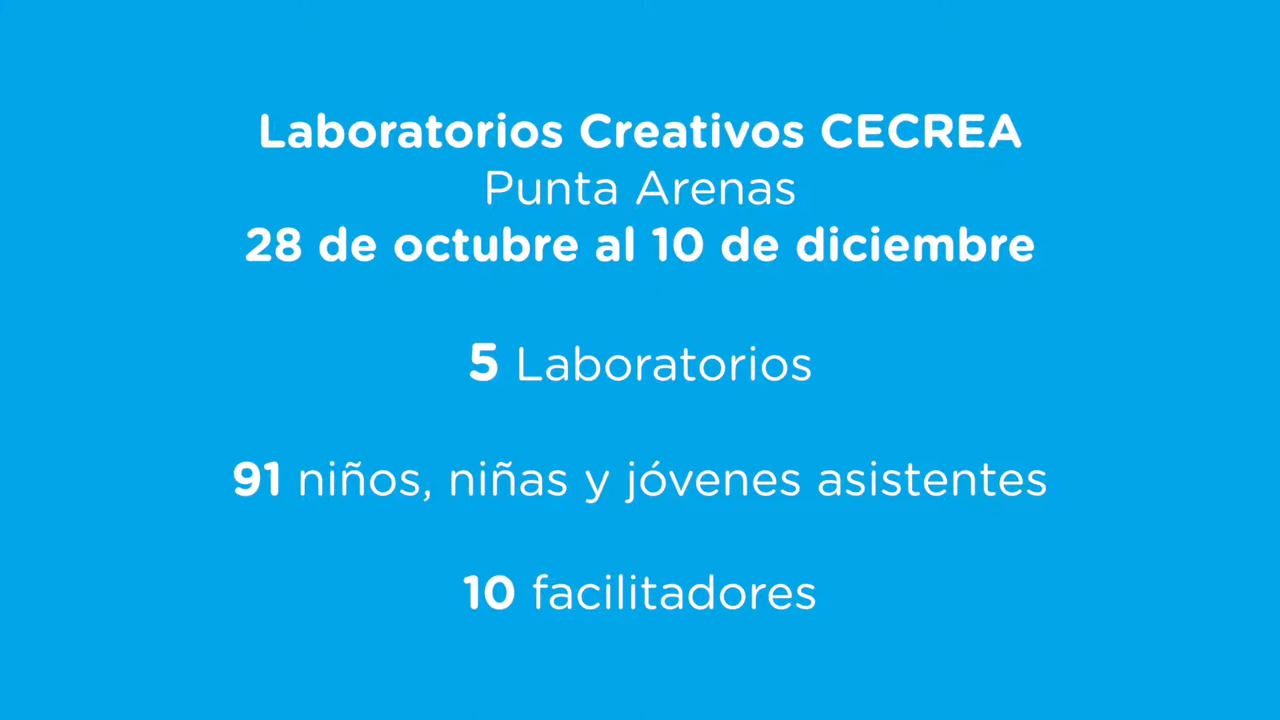 Laboratorios Creativos CECREA
Punta Arenas
28 de octubre al 10 de diciembre
5 Laboratorios
91 niños, niñas y jóvenes asistentes
10 facilitadores